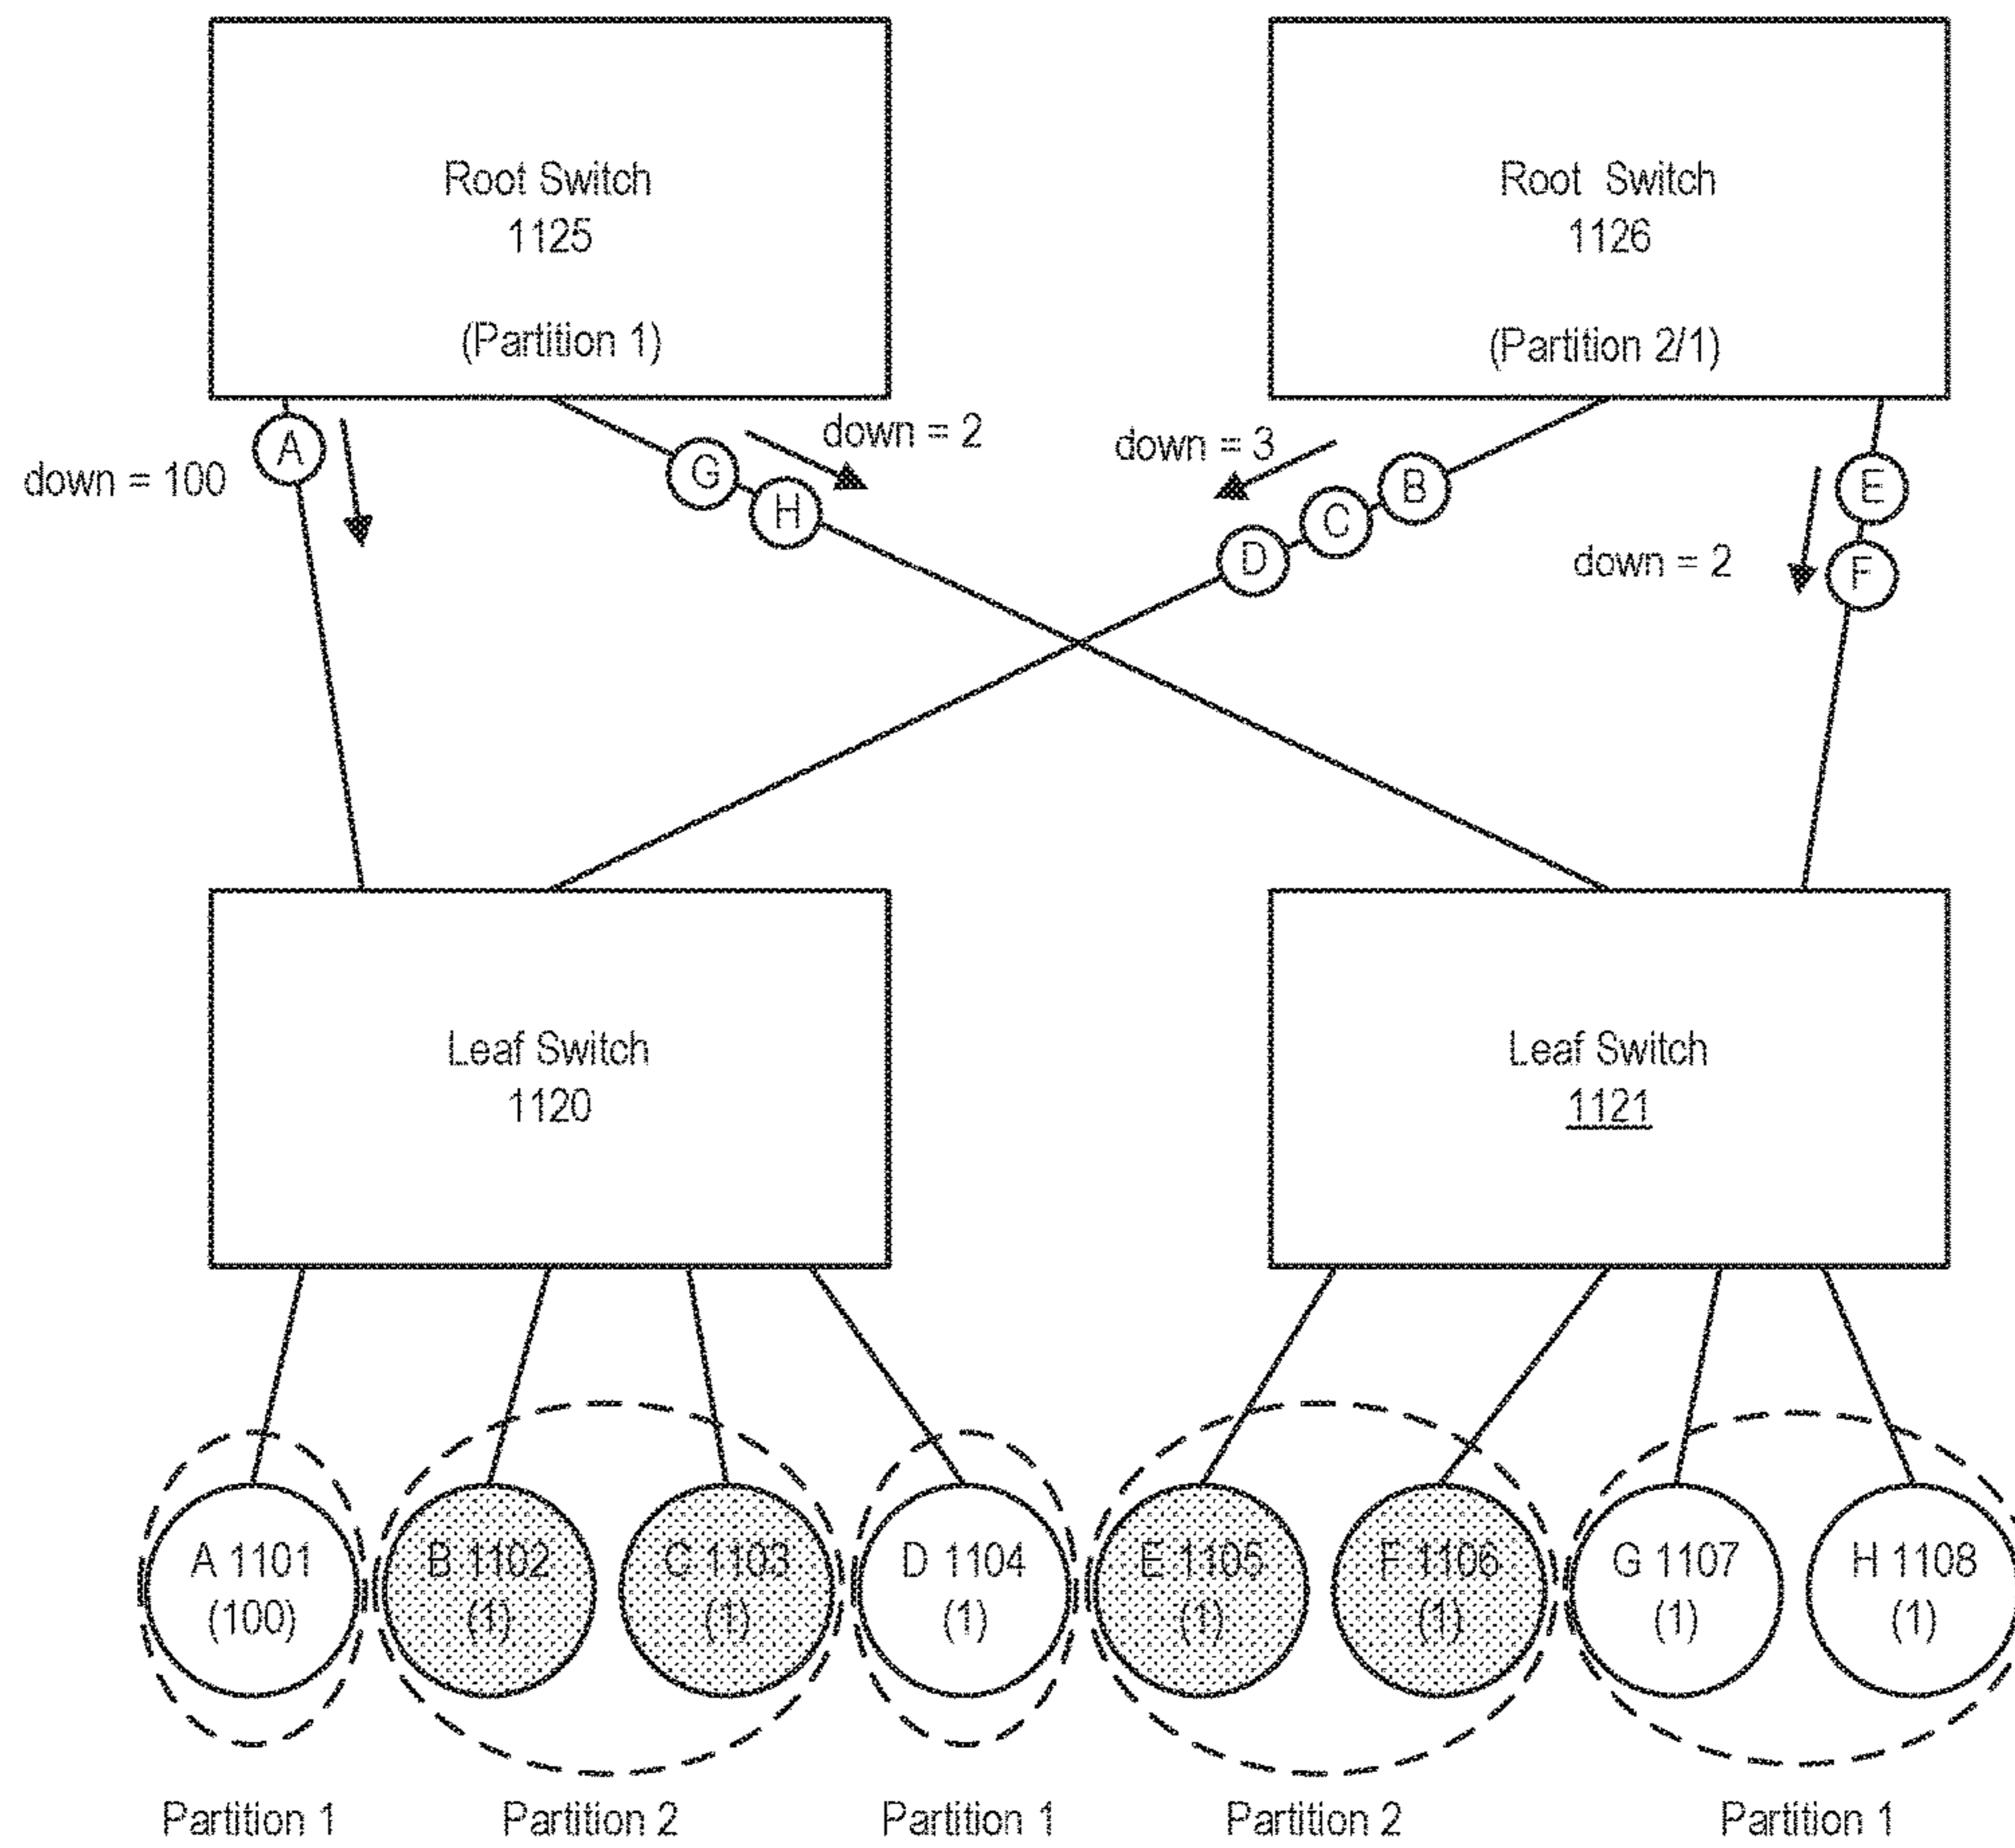 Root Switch
1125
(Partition 1)
Root Switch
1126
(Partition 2/1)
A
down = 100
G
H
down = 2
down = 3
B
C
D
E
F
down = 2
Leaf Switch
1120
Leaf Switch
1121
A 1101
(100)
B 1102
(1)
C 1103
(1)
D 1104
(1)
E 1105
(1)
F 1106
(1)
G 1107
(1)
H 1108
(1)
Partition 1
Partition 2
Partition 1
Partition 2
Partition 1